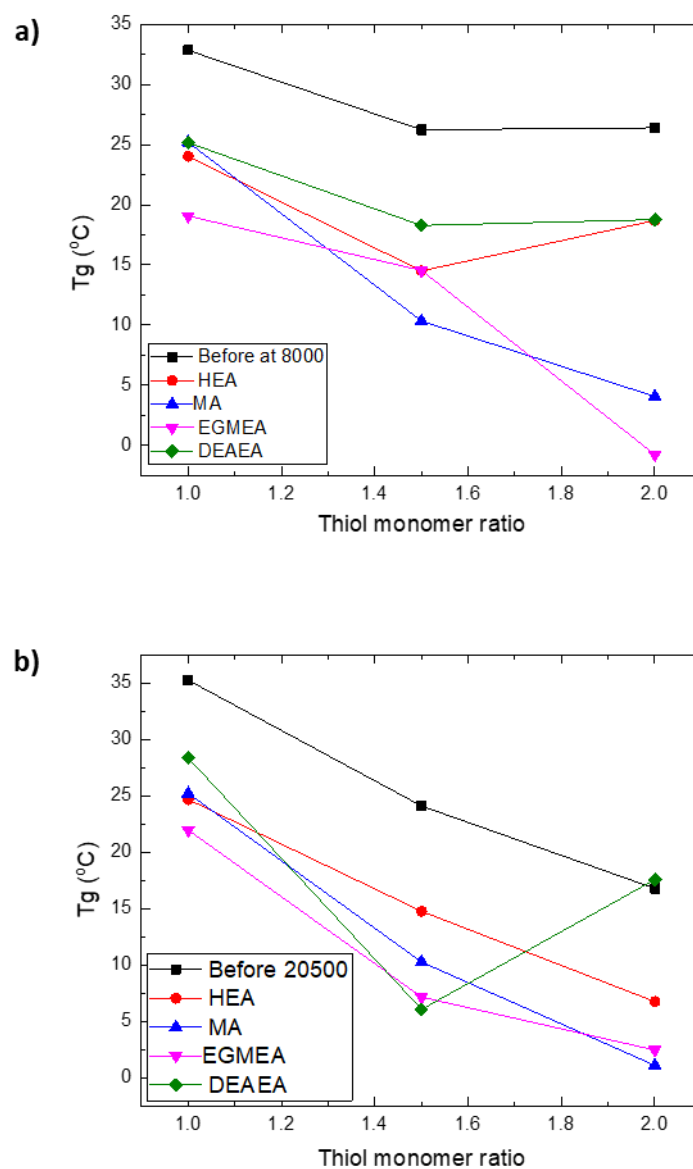 a)
35
30
25
20
15
10
5
0
Tg (⁰C)
Before at 8000
HEA
MA
EGMEA
DEAEA
1.0 1.2 1.4 1.6 1.8 2.0
Thiol monomer ratio
b)
35
30
25
20
15
10
5
0
Tg (⁰C)
Before 20500
HEA
MA
EGMEA
DEAEA
1.0 1.2 1.4 1.6 1.8 2.0
Thiol monomer ratio